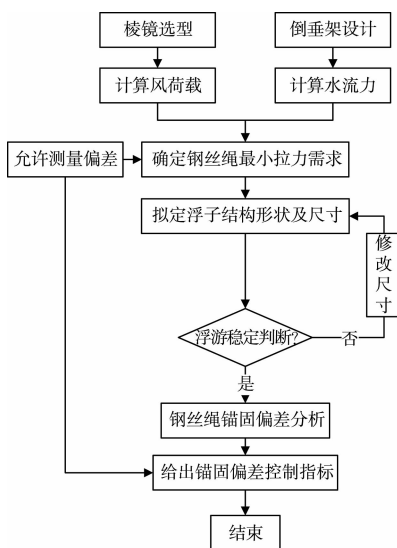 棱镜选型
倒垂架设计
计算风荷载
计算水流力
允许测量偏差
确定钢丝绳最小拉力需求
拟定浮子结构形状及尺寸
修改尺寸
浮游稳定判断?
否
是
钢丝绳锚固偏差分析
给出锚固偏差控制指标
结束